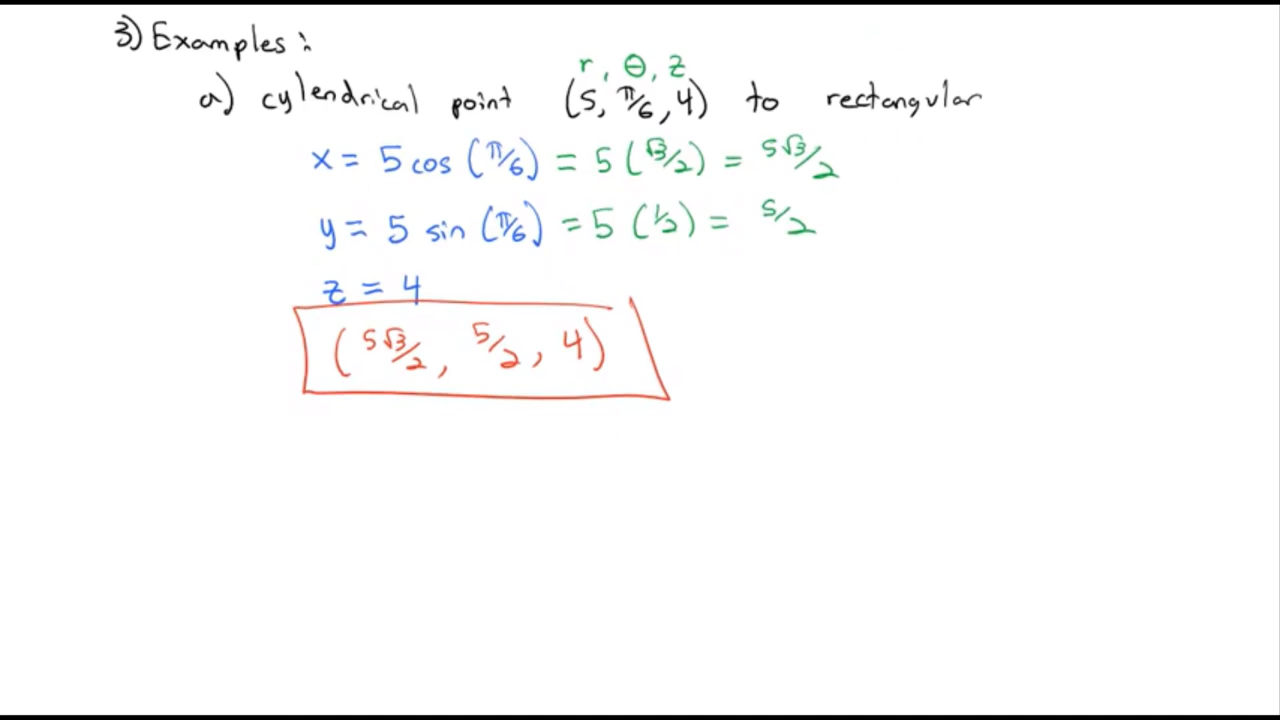 3) Examples:
r, θ, z
a) cylendrical point (5, π/6, 4) to rectangular
x = 5 cos (π/6) = 5 (√3/2) = 5√3/2
y = 5 sin (π/6) = 5 (1/2) = 5/2
z = 4
(5√3/2, 5/2, 4)